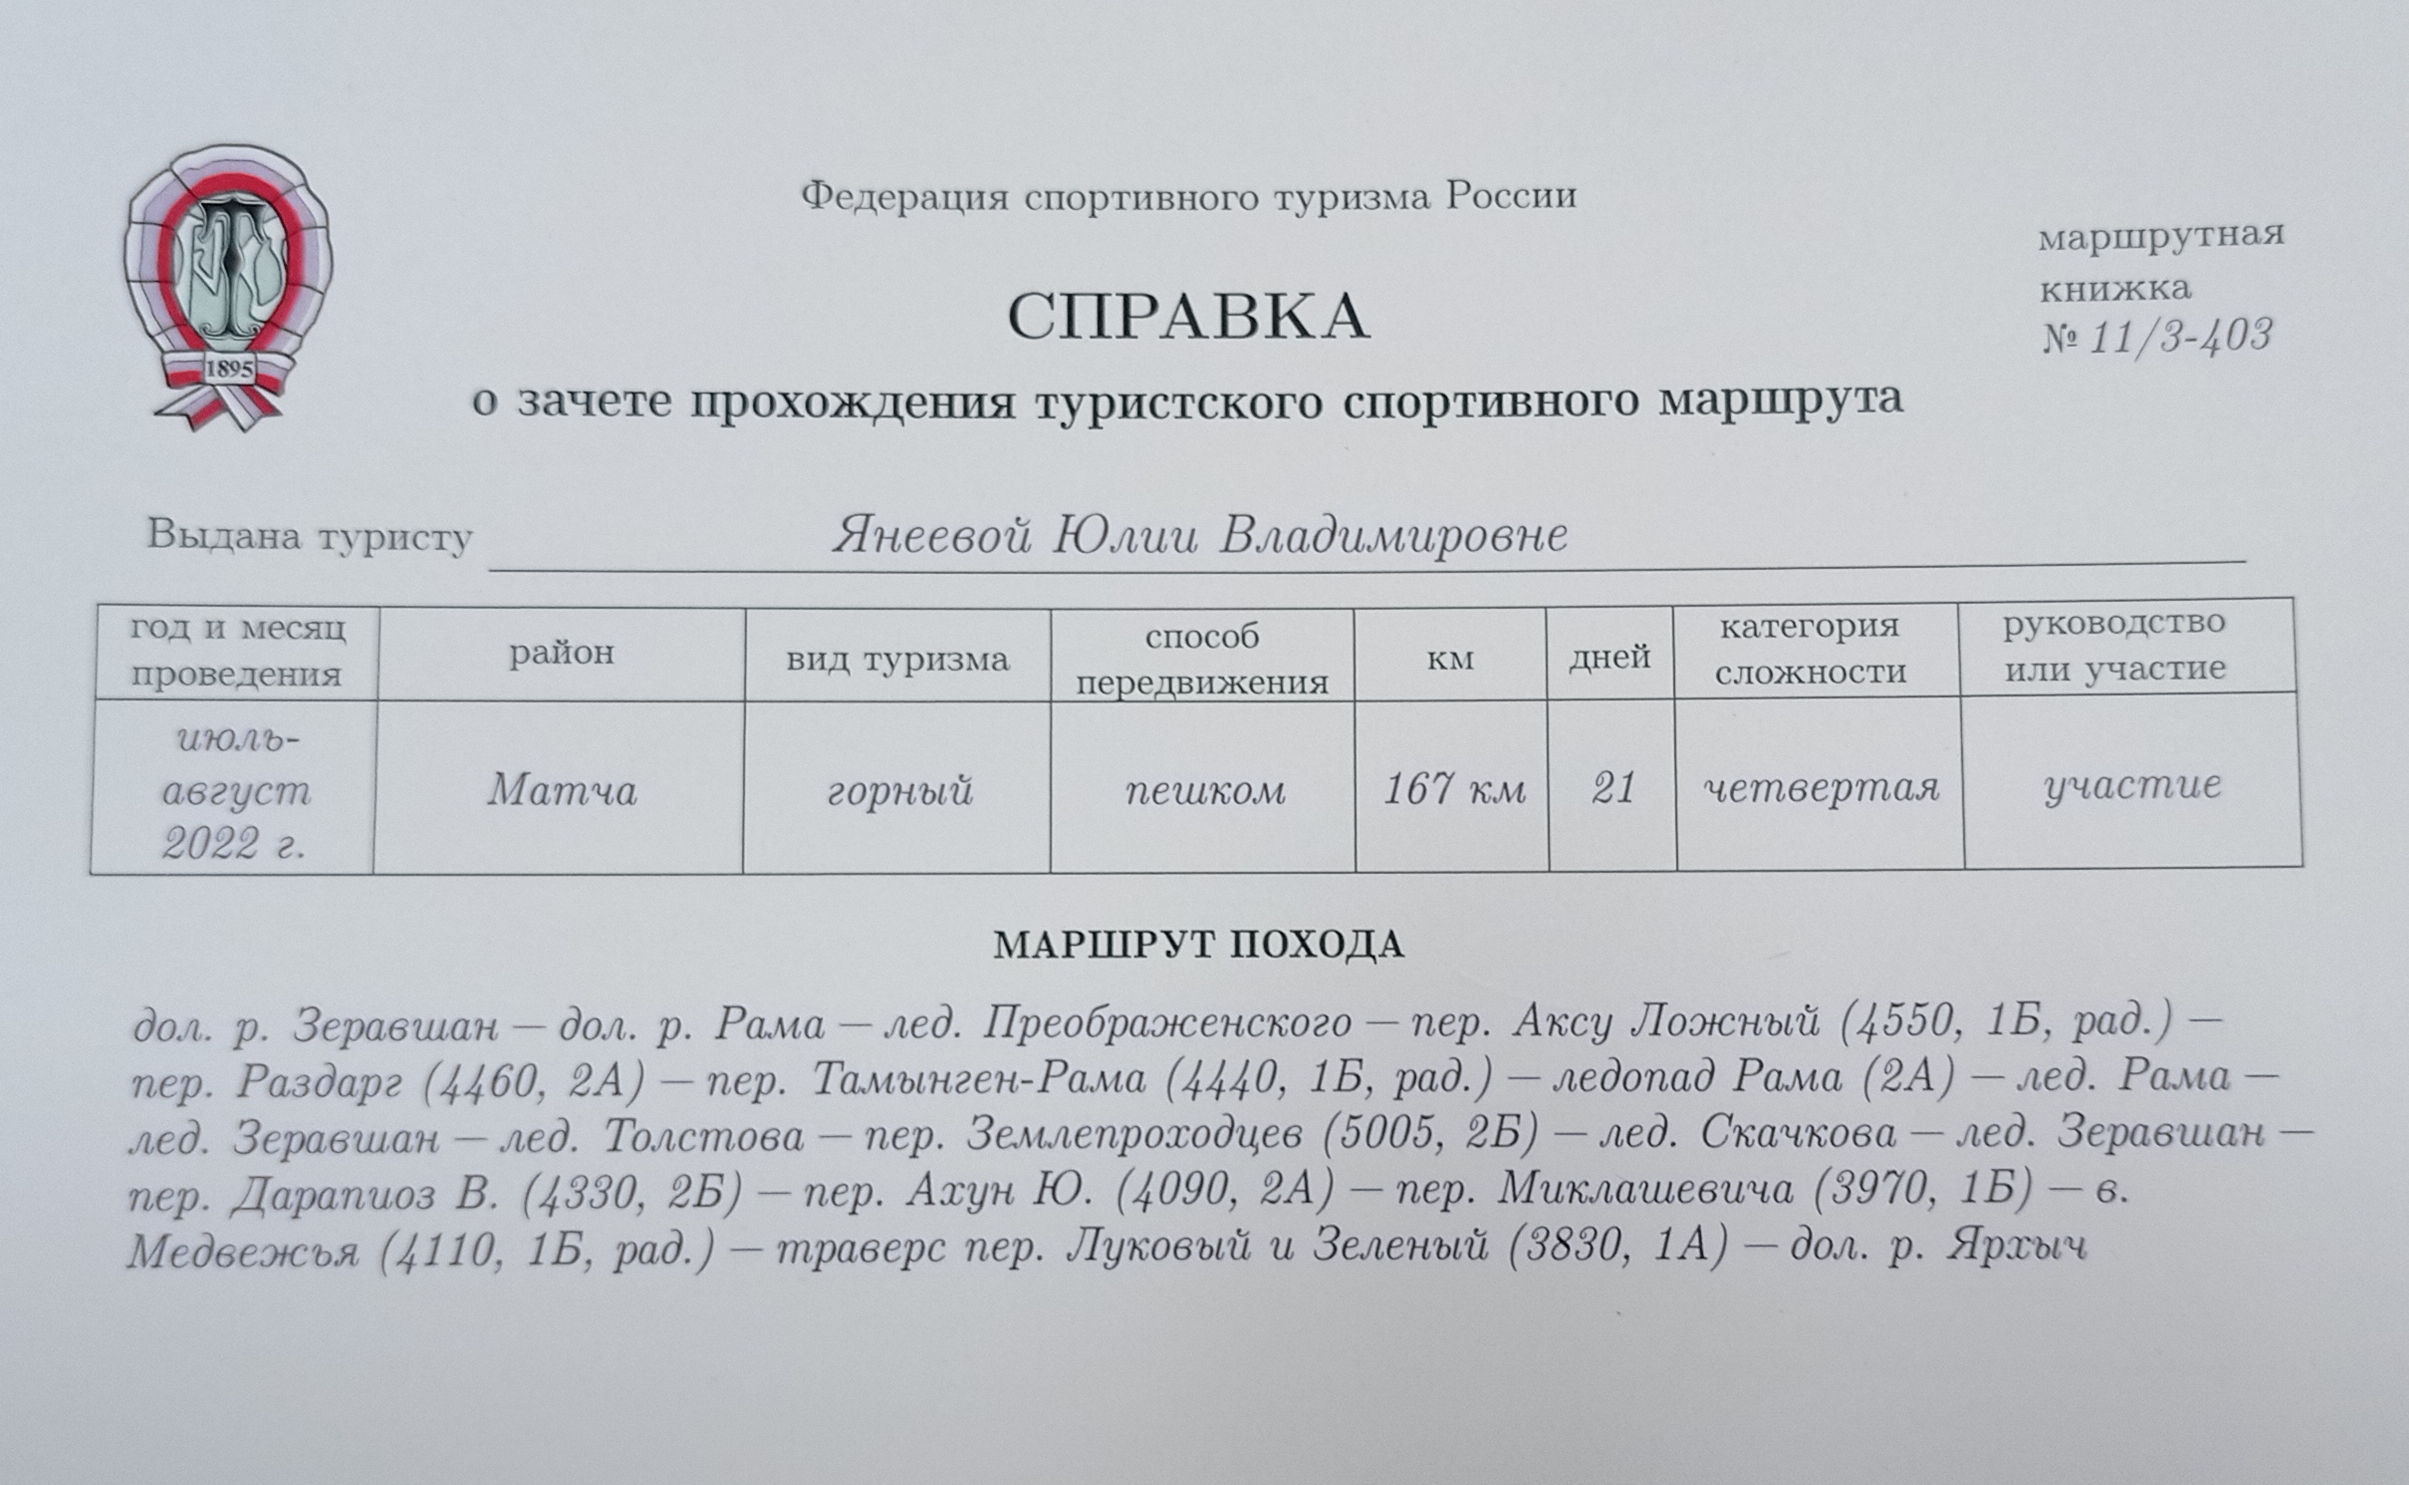 Федерация спортивного туризма России
маршрутная
книжка
№ 11/3-403
СПРАВКА
о зачете прохождения туристского спортивного маршрута
1895
Выдана туристу Янеевой Юлии Владимировне
год и месяц
проведения
район
вид туризма
способ
передвижения
км
дней
категория
сложности
руководство
или участие
июль-
август
2022 г.
Матча
горный
пешком
167 км
21
четвертая
участие
МАРШРУТ ПОХОДА
дол. р. Зеравшан — дол. р. Рама — лед. Преображенского — пер. Аксу Ложный (4550, 1Б, рад.) —
пер. Раздарг (4460, 2А) — пер. Тамынген-Рама (4440, 1Б, рад.) — ледопад Рама (2А) — лед. Рама —
лед. Зеравшан — лед. Толстова — пер. Землепроходцев (5005, 2Б) — лед. Скачкова — лед. Зеравшан —
пер. Дарапиоз В. (4330, 2Б) — пер. Ахун Ю. (4090, 2А) — пер. Миклашевича (3970, 1Б) — в.
Медвежья (4110, 1Б, рад.) — траверс пер. Луковый и Зеленый (3830, 1А) — дол. р. Ярхыч